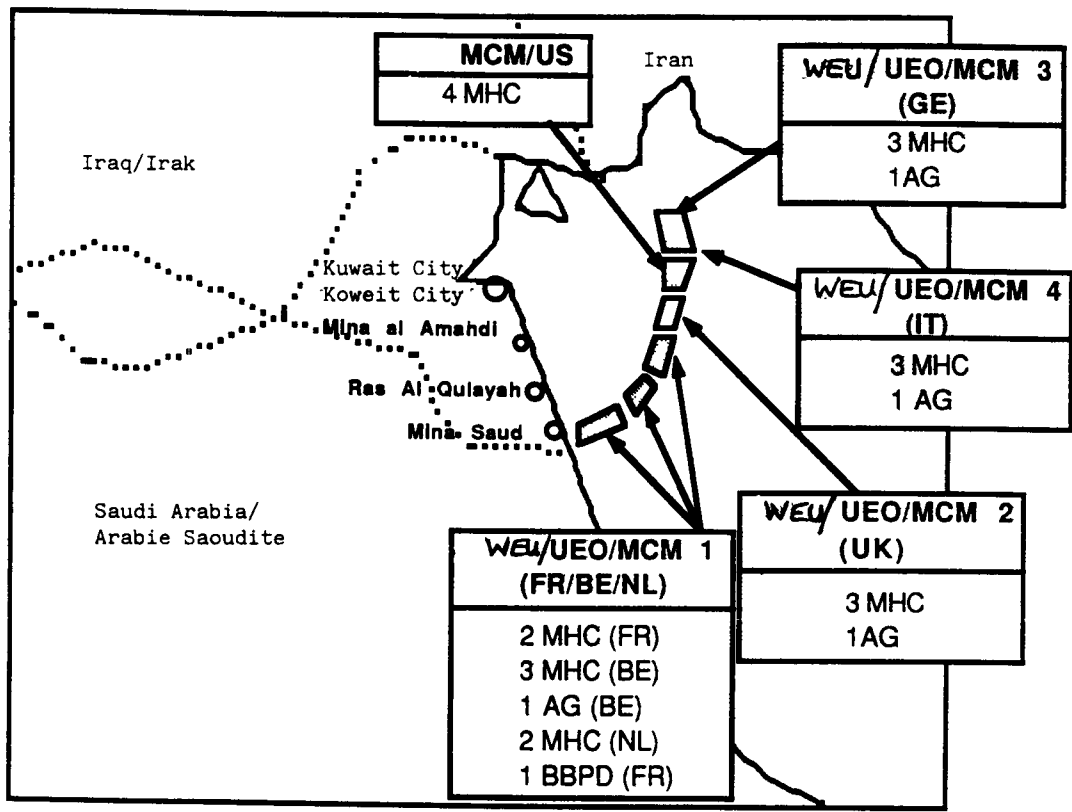 MCM/US
4 MHC
Iran
WEU/UEO/MCM 3
(GE)
3 MHC
1AG
Iraq/Irak
Kuwait City/
Koweit City
Mina al Amahdi
Ras Al Qulayah
Mina Saud
WEU/UEO/MCM 4
(IT)
3 MHC
1 AG
Saudi Arabia/
Arabie Saoudite
WEU/UEO/MCM 1
(FR/BE/NL)
2 MHC (FR)
3 MHC (BE)
1 AG (BE)
2 MHC (NL)
1 BBPD (FR)
WEU/UEO/MCM 2
(UK)
3 MHC
1AG